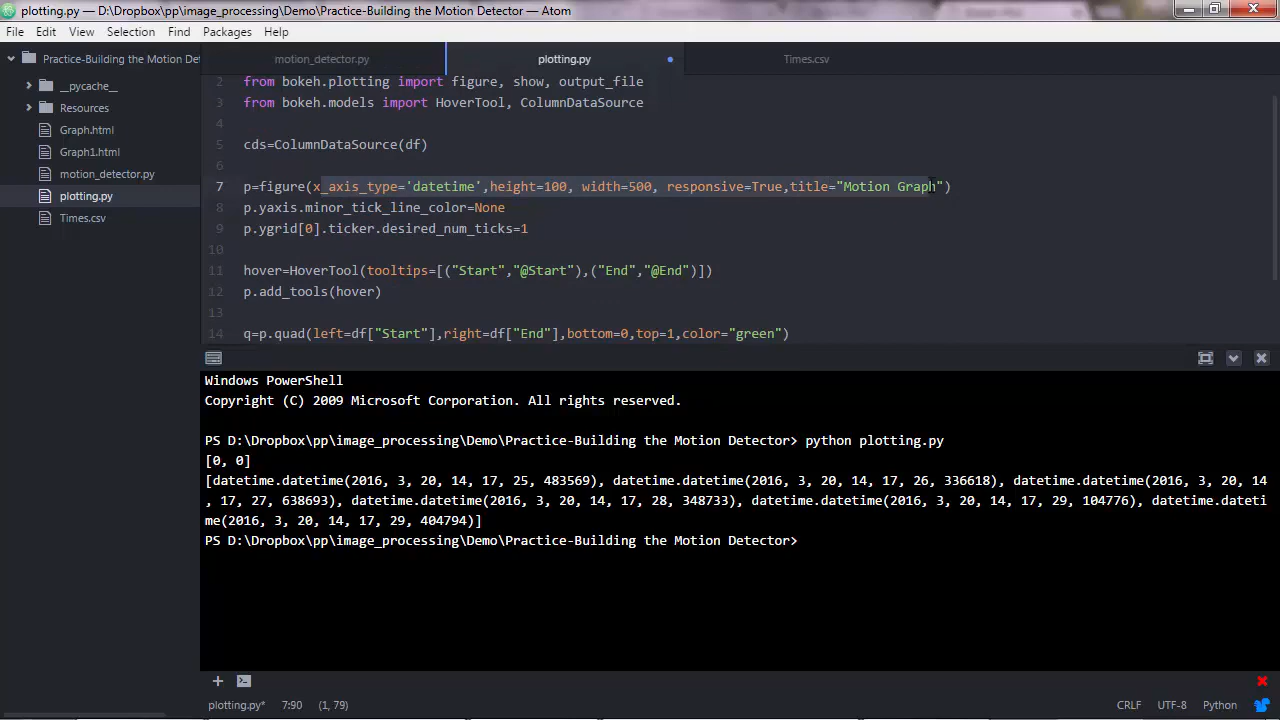 plotting.py — D:\Dropbox\pp\image_processing\Demo\Practice-Building the Motion Detector — Atom
File Edit View Selection Find Packages Help
Practice-Building the Motion Det
__pycache__
Resources
Graph.html
Graph1.html
motion_detector.py
plotting.py
Times.csv
motion_detector.py plotting.py Times.csv
2 from bokeh.plotting import figure, show, output_file
3 from bokeh.models import HoverTool, ColumnDataSource
4
5 cds=ColumnDataSource(df)
6
7 p=figure(x_axis_type='datetime',height=100, width=500, responsive=True,title="Motion Graph")
8 p.yaxis.minor_tick_line_color=None
9 p.ygrid[0].ticker.desired_num_ticks=1
10
11 hover=HoverTool(tooltips=[("Start","@Start"),("End","@End")])
12 p.add_tools(hover)
13
14 q=p.quad(left=df["Start"],right=df["End"],bottom=0,top=1,color="green")
Windows PowerShell
Copyright (C) 2009 Microsoft Corporation. All rights reserved.
PS D:\Dropbox\pp\image_processing\Demo\Practice-Building the Motion Detector> python plotting.py
[0, 0]
[datetime.datetime(2016, 3, 20, 14, 17, 25, 483569), datetime.datetime(2016, 3, 20, 14, 17, 26, 336618), datetime.datetime(2016, 3, 20, 14
, 17, 27, 638693), datetime.datetime(2016, 3, 20, 14, 17, 28, 348733), datetime.datetime(2016, 3, 20, 14, 17, 29, 104776), datetime.dateti
me(2016, 3, 20, 14, 17, 29, 404794)]
PS D:\Dropbox\pp\image_processing\Demo\Practice-Building the Motion Detector>
plotting.py* 7:90 (1, 79) CRLF UTF-8 Python